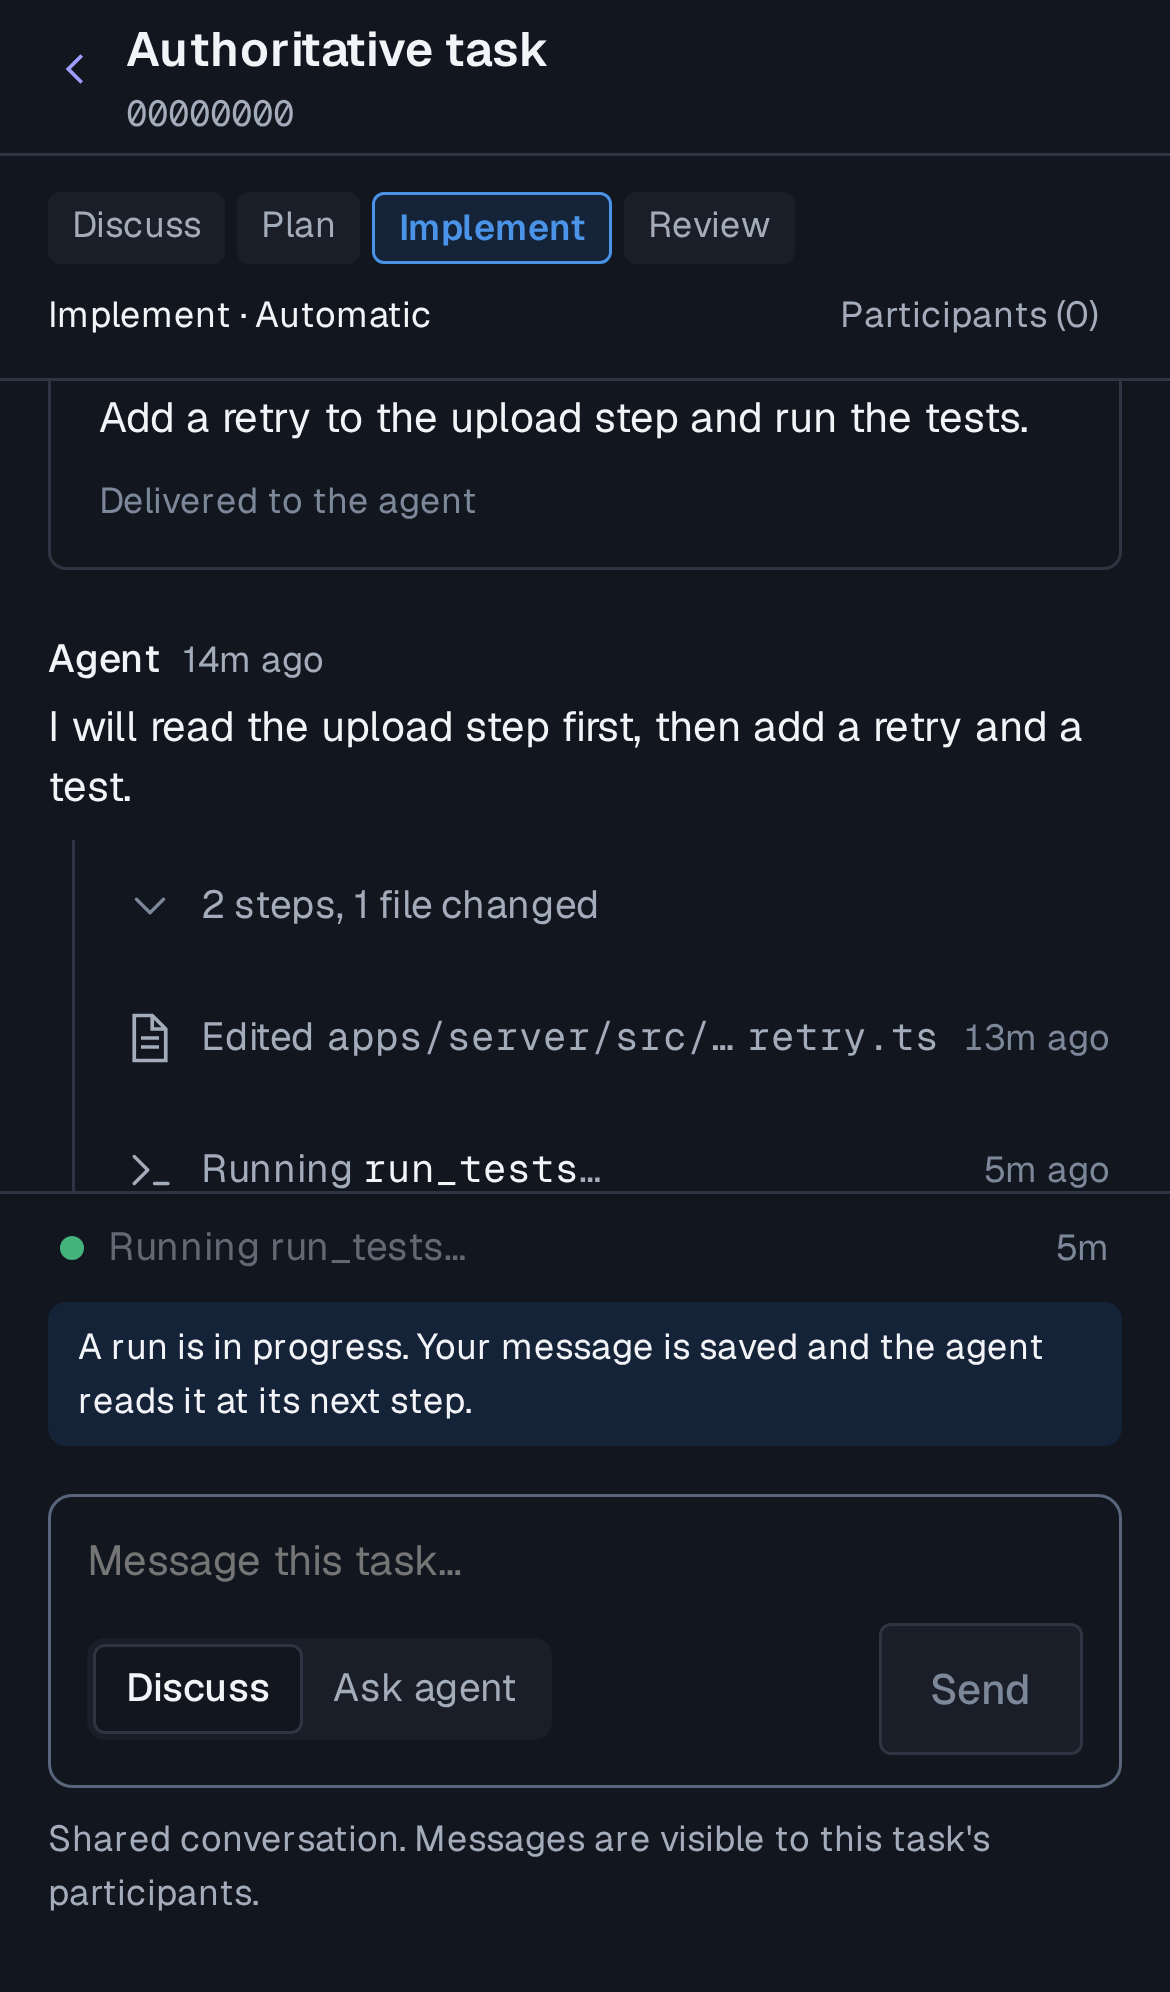 Authoritative task
00000000
Discuss
Plan
Implement
Review
Implement · Automatic
Participants (0)
Add a retry to the upload step and run the tests.
Delivered to the agent
Agent 14m ago
I will read the upload step first, then add a retry and a
test.
2 steps, 1 file changed
Edited apps/server/src/… retry.ts 13m ago
Running run_tests… 5m ago
Running run_tests… 5m
A run is in progress. Your message is saved and the agent
reads it at its next step.
Message this task…
Discuss
Ask agent
Send
Shared conversation. Messages are visible to this task's
participants.